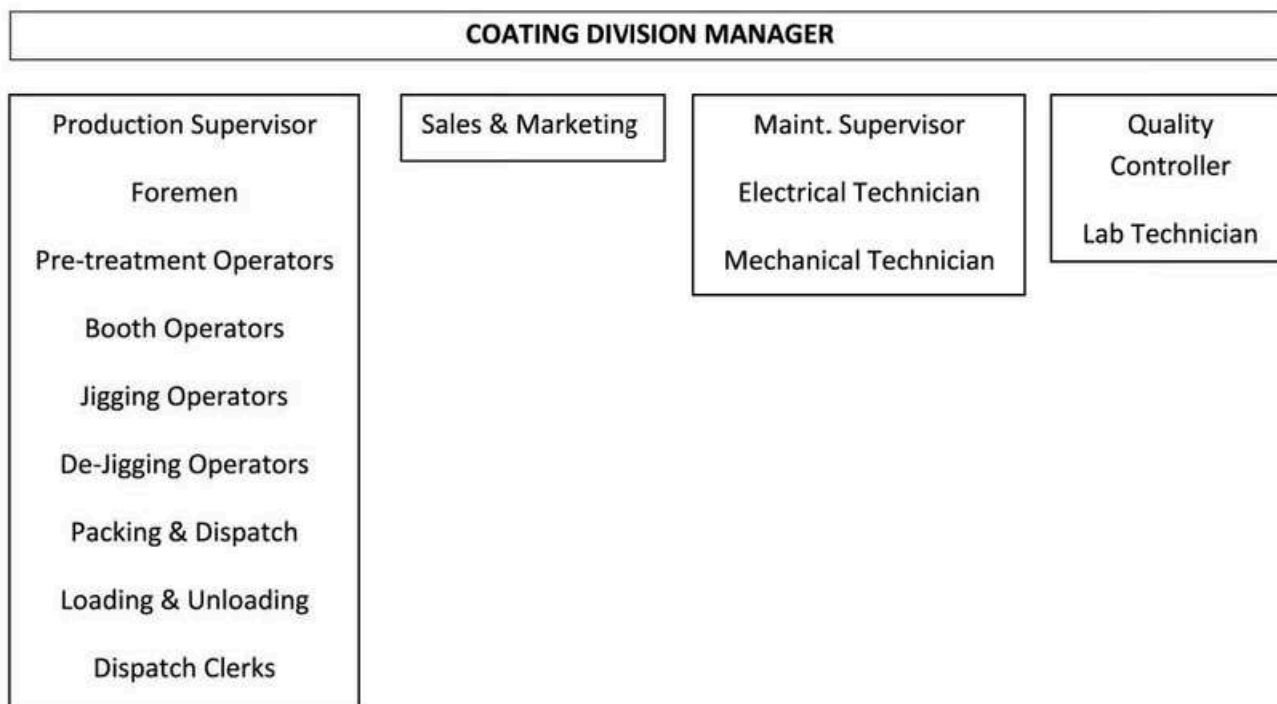 COATING DIVISION MANAGER
Production Supervisor
Foremen
Pre-treatment Operators
Booth Operators
Jigging Operators
De-Jigging Operators
Packing & Dispatch
Loading & Unloading
Dispatch Clerks
Sales & Marketing
Maint. Supervisor
Electrical Technician
Mechanical Technician
Quality
Controller
Lab Technician